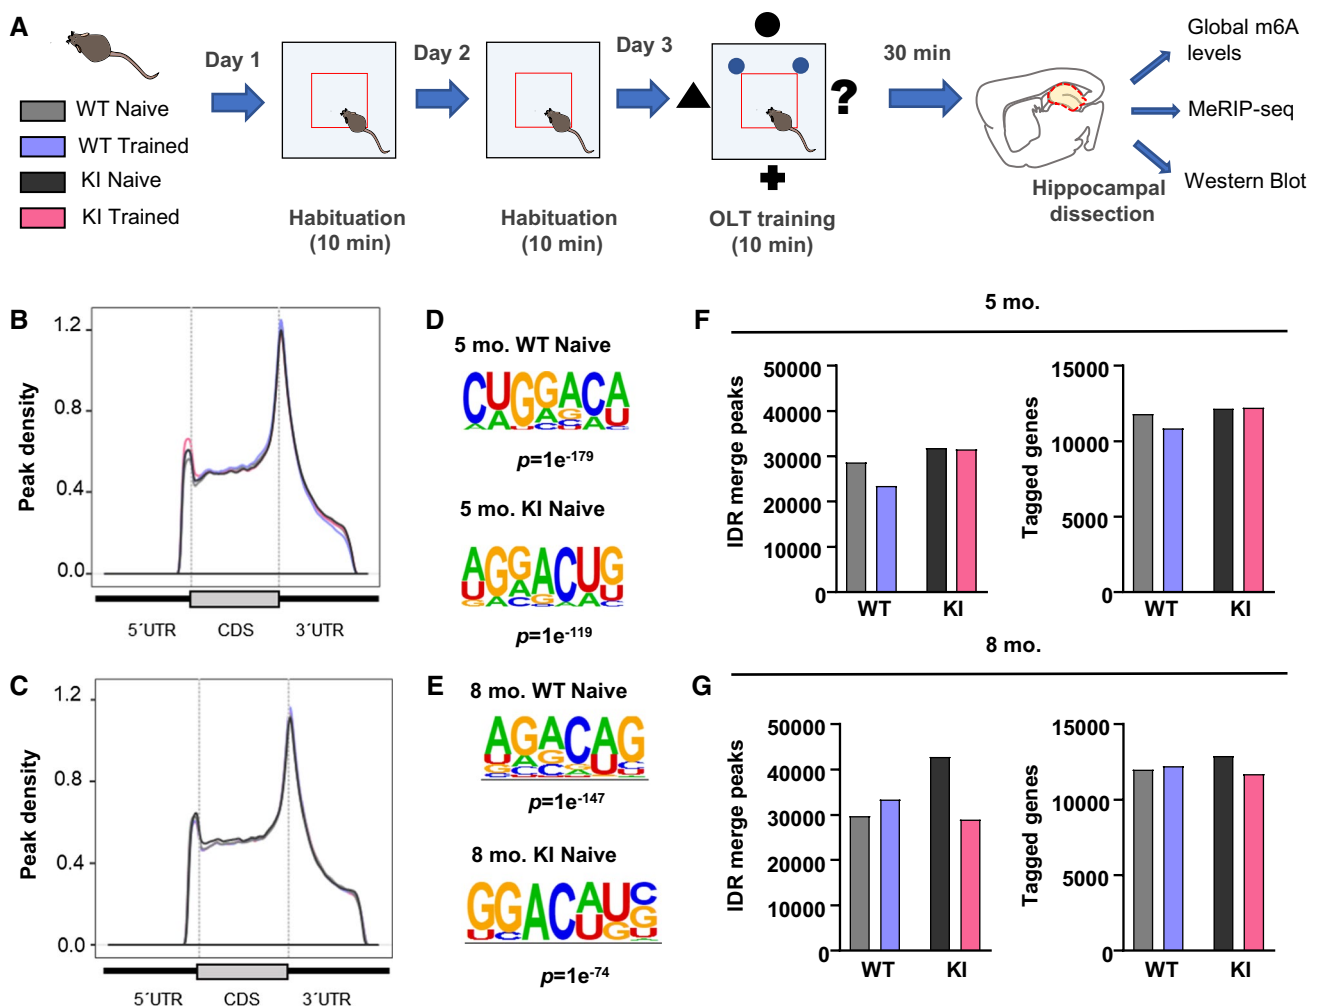 A
WT Naive
WT Trained
KI Naive
KI Trained
Day 1
Day 2
Day 3
30 min
?
Habituation
(10 min)
Habituation
(10 min)
OLT training
(10 min)
Hippocampal
dissection
Global m6A
levels
MeRIP-seq
Western Blot
B
Peak density
1.2
0.8
0.4
0.0
5´UTR
CDS
3´UTR
C
Peak density
1.2
0.8
0.4
0.0
5´UTR
CDS
3´UTR
D
5 mo. WT Naive
CUGGACA
p=1e-179
5 mo. KI Naive
AGGACUG
p=1e-119
E
8 mo. WT Naive
AGACAG
p=1e-147
8 mo. KI Naive
GGACAUC
p=1e-74
F
5 mo.
IDR merge peaks
50000
40000
30000
20000
10000
0
WT
KI
Tagged genes
15000
10000
5000
0
WT
KI
G
8 mo.
IDR merge peaks
50000
40000
30000
20000
10000
0
WT
KI
Tagged genes
15000
10000
5000
0
WT
KI